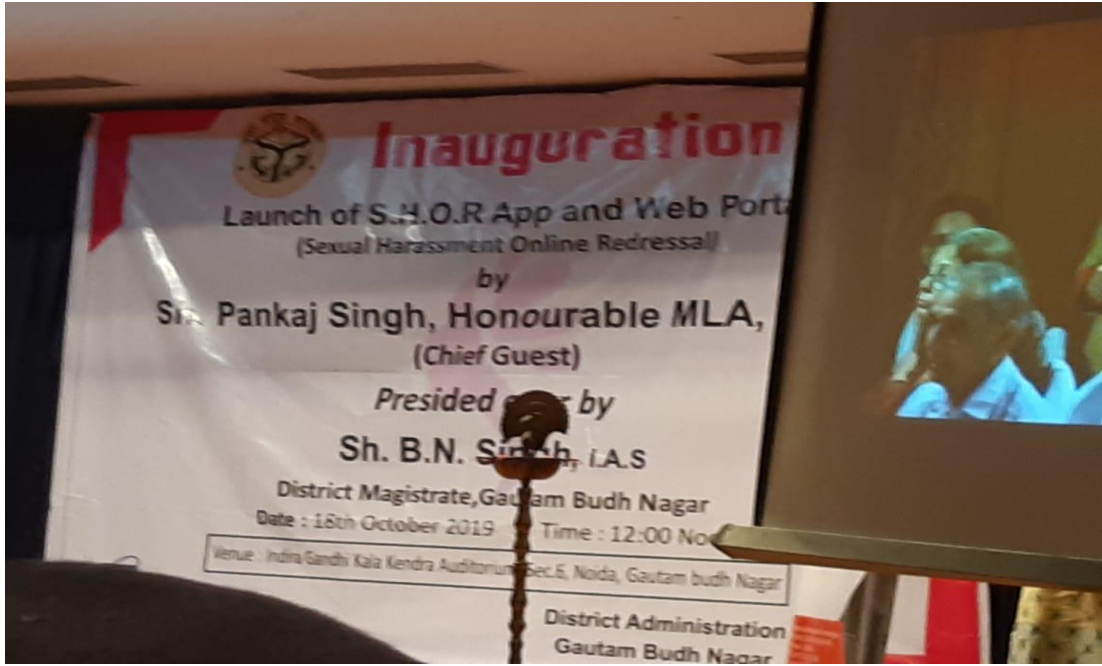 Inauguration
Launch of S.H.O.R App and Web Porta
(Sexual Harassment Online Redressal)
by
Pankaj Singh, Honourable MLA,
(Chief Guest)
Presided by
Sh. B.N. Singh, I.A.S
District Magistrate,Gautam Budh Nagar
Date : 18th October 2019 Time : 12:00 Noo
Venue : Indira Gandhi Kala Kendra Auditorium Sec.6, Noida, Gautam budh Nagar
District Administration
Gautam Budh Nagar